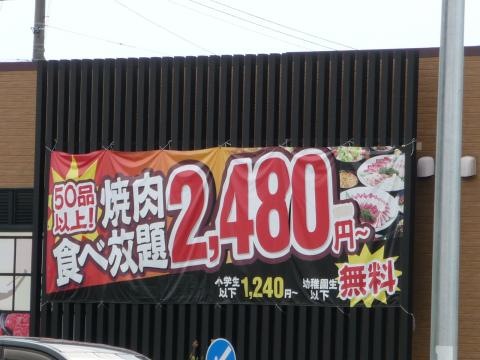 50品
以上!
焼肉
食べ放題
2,480円~
小学生
以下 1,240円~
幼稚園生
以下 無料